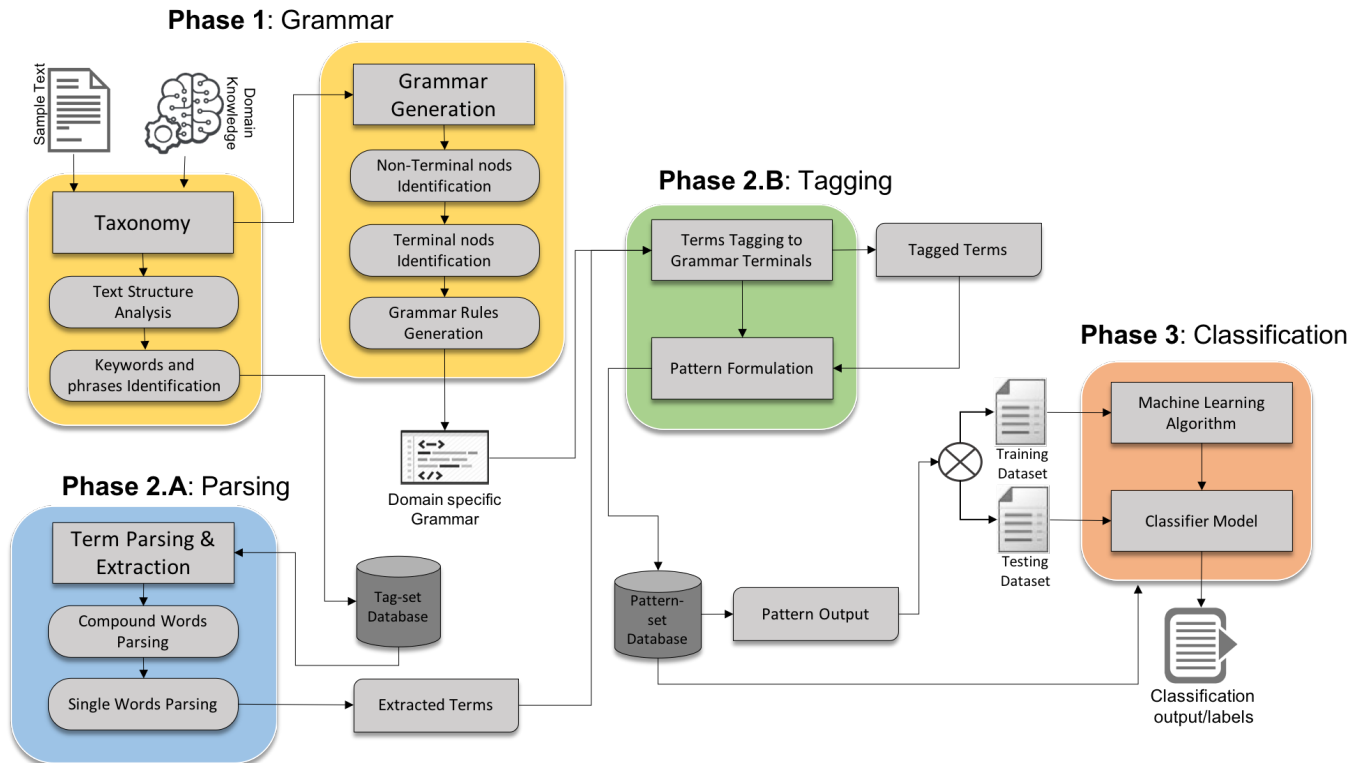 Phase 1: Grammar
Sample Text
Domain
Knowledge
Grammar
Generation
Non-Terminal nods
Identification
Terminal nods
Identification
Grammar Rules
Generation
Taxonomy
Text Structure
Analysis
Keywords and
phrases Identification
Domain specific
Grammar
Phase 2.A: Parsing
Term Parsing &
Extraction
Compound Words
Parsing
Single Words Parsing
Tag-set
Database
Extracted Terms
Phase 2.B: Tagging
Terms Tagging to
Grammar Terminals
Tagged Terms
Pattern Formulation
Pattern-
set
Database
Pattern Output
Phase 3: Classification
Training
Dataset
Testing
Dataset
Machine Learning
Algorithm
Classifier Model
Classification
output/labels